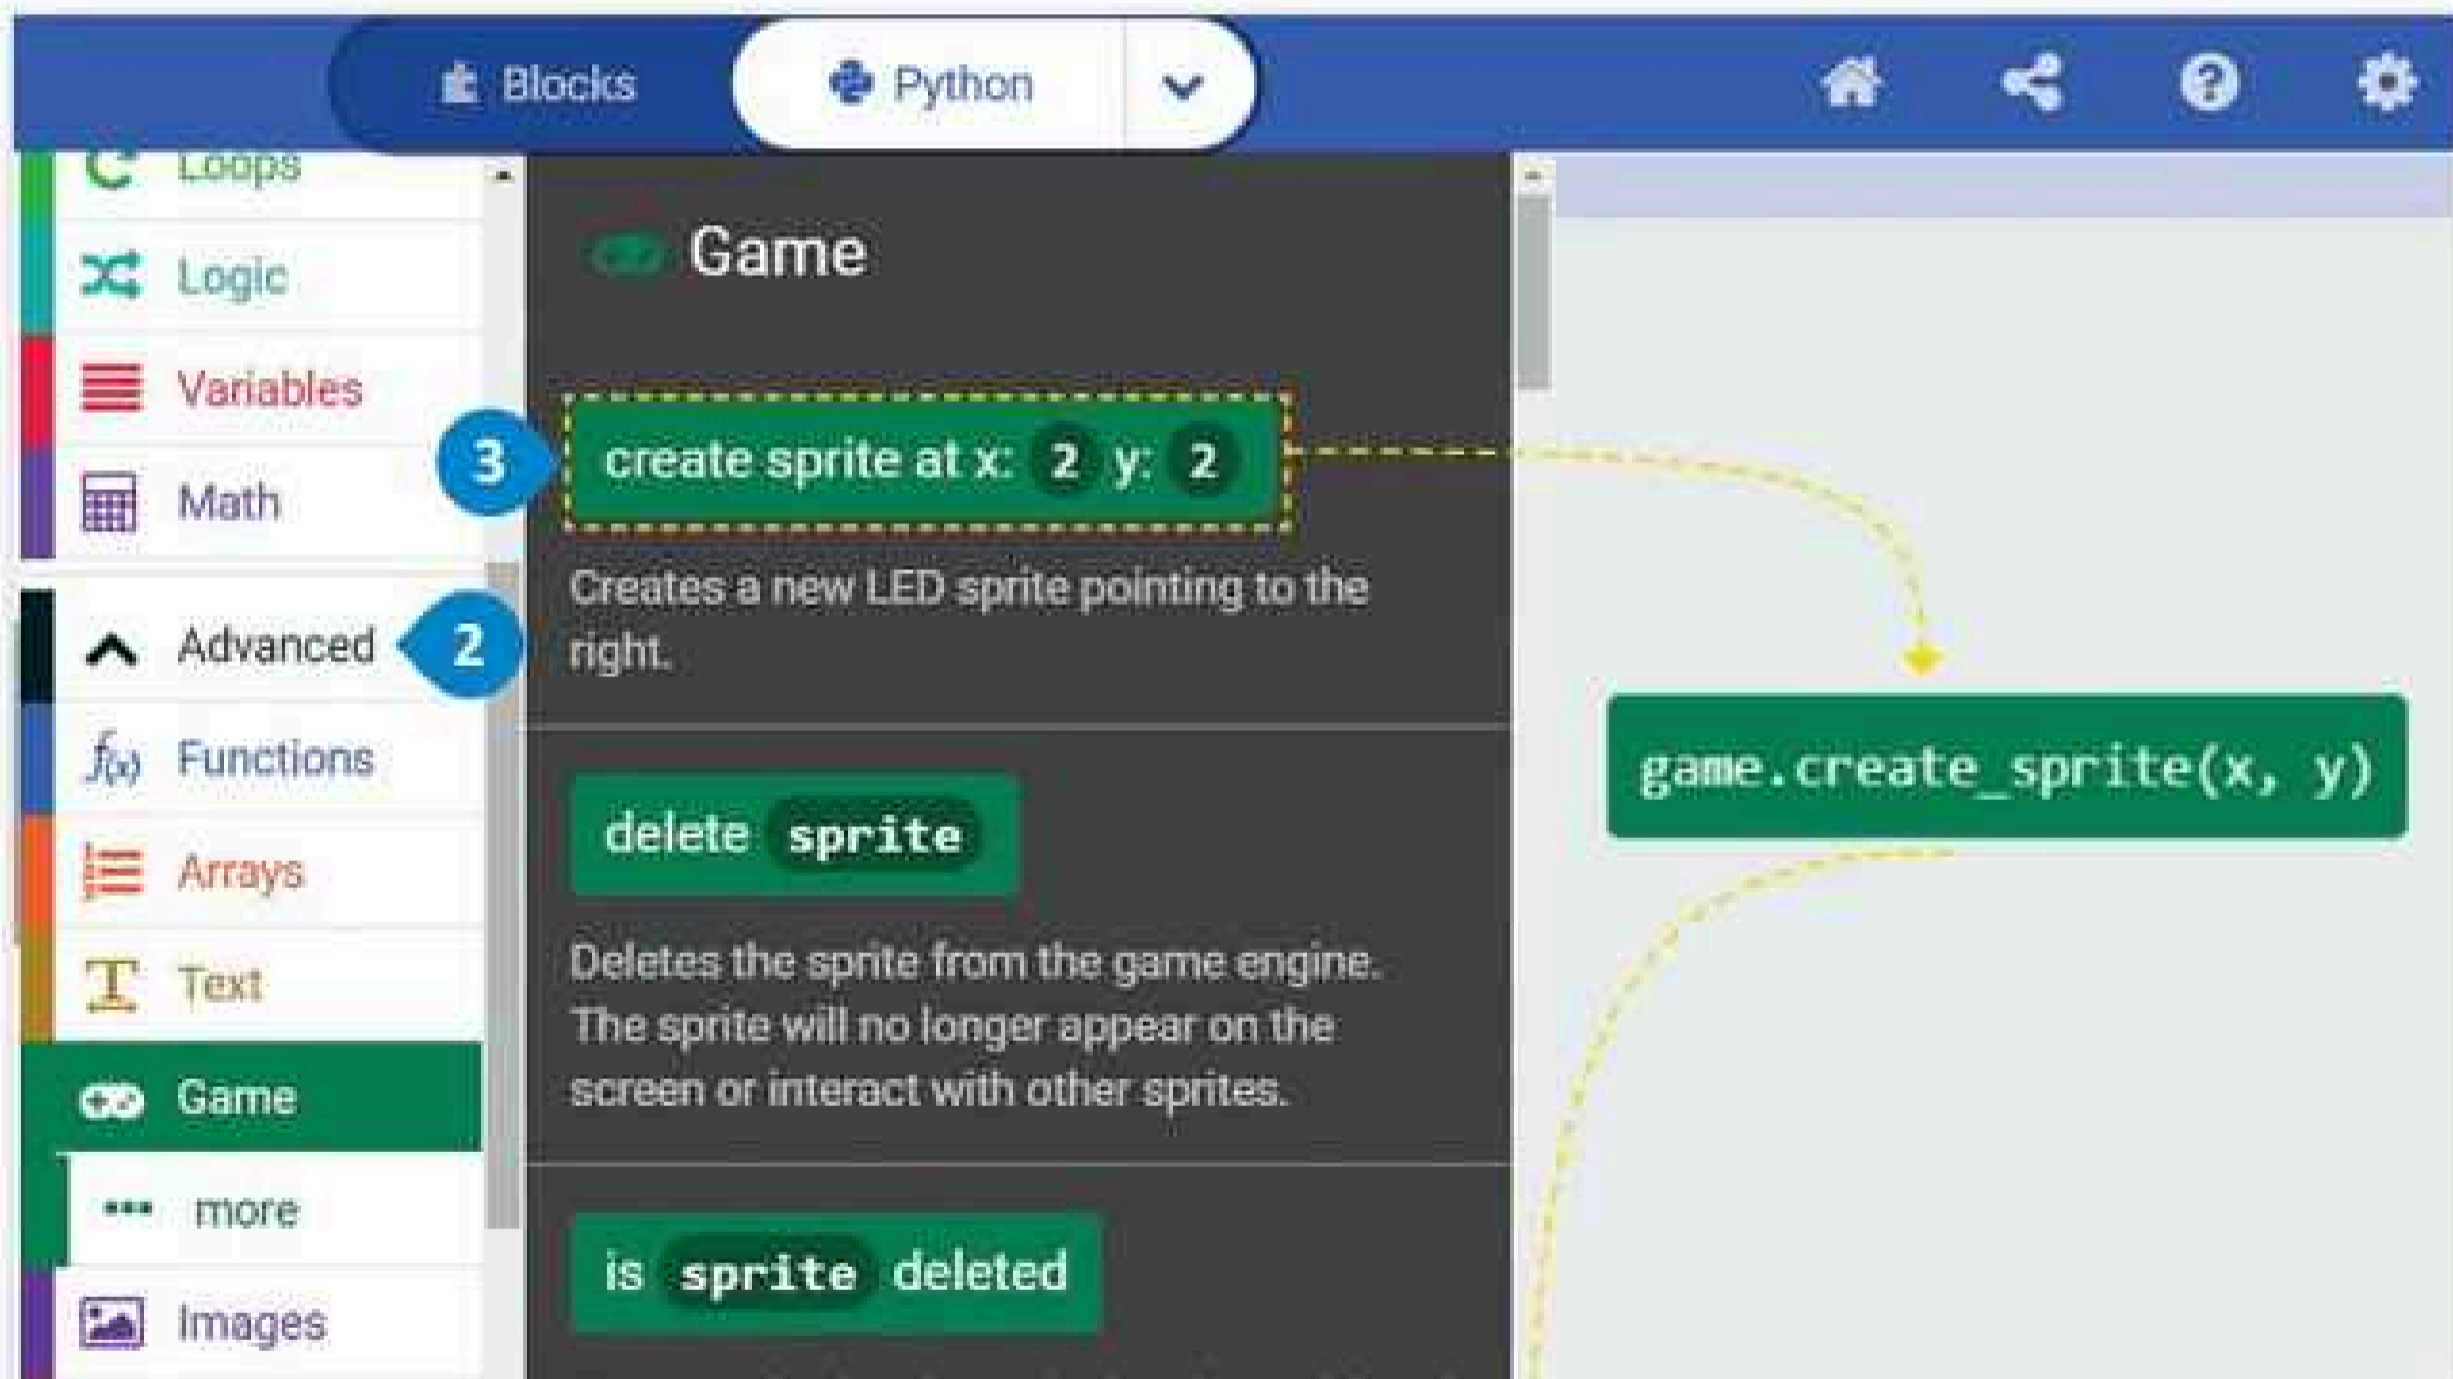 Blocks
Python
Loops
Logic
Variables
Math
Advanced
Functions
Arrays
Text
Game
more
Images
3
2
Game
create sprite at x: 2 y: 2
Creates a new LED sprite pointing to the
right.
delete sprite
Deletes the sprite from the game engine.
The sprite will no longer appear on the
screen or interact with other sprites.
is sprite deleted
game.create_sprite(x, y)